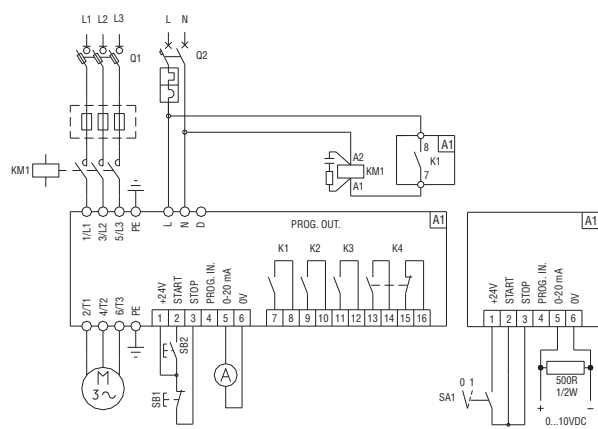 L1 L2 L3
L N
Q1
Q2
8 A1
K1
7
A2
KM1
A1
KM1
1/L1 3/L2 5/L3 PE L N D
PROG. OUT.
A1
K1 K2 K3 K4
2/T1 4/T2 6/T3 PE
+24V START STOP PROG. IN. 0-20 mA 0V
1 2 3 4 5 6 7 8 9 10 11 12 13 14 15 16
SB2
SB1
A
M
3~
A1
+24V START STOP PROG. IN. 0-20 mA 0V
1 2 3 4 5 6
500R
1/2W
0 1
SA1
+ −
0...10VDC